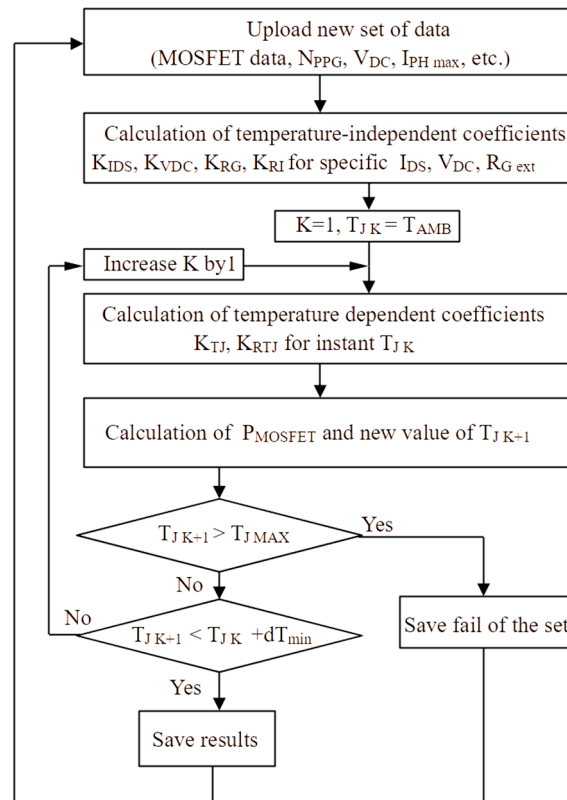 Upload new set of data
(MOSFET data, NPPG, VDC, IPH max, etc.)
Calculation of temperature-independent coefficients
KIDS, KVDC, KRG, KRI for specific IDS, VDC, RG ext
K=1, TJ K = TAMB
Increase K by1
Calculation of temperature dependent coefficients
KTJ, KRTJ for instant TJ K
Calculation of PMOSFET and new value of TJ K+1
TJ K+1 > TJ MAX
Yes
No
Save fail of the set
No
TJ K+1 < TJ K +dTmin
Yes
Save results